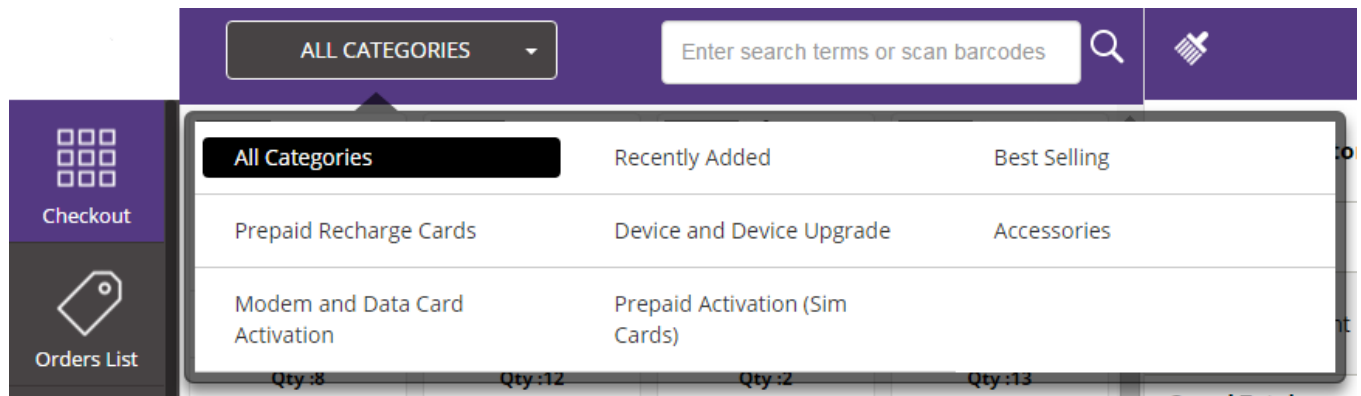 ALL CATEGORIES
Enter search terms or scan barcodes
Checkout
Orders List
All Categories
Recently Added
Best Selling
Prepaid Recharge Cards
Device and Device Upgrade
Accessories
Modem and Data Card
Activation
Prepaid Activation (Sim
Cards)
Qty :8
Qty :12
Qty :2
Qty :13